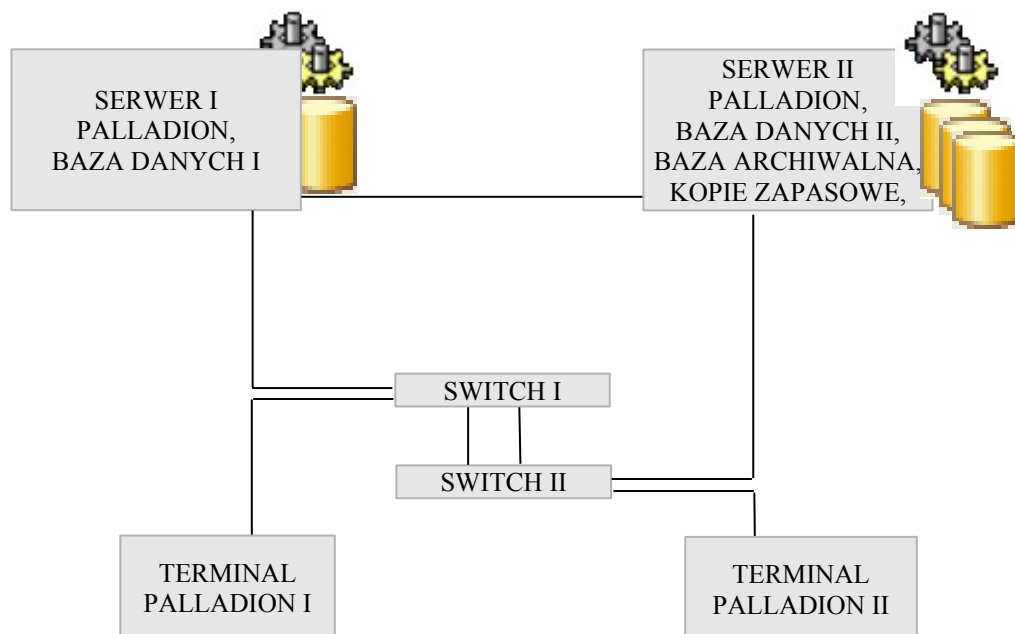 SERWER I
PALLADION,
BAZA DANYCH I
SERWER II
PALLADION,
BAZA DANYCH II,
BAZA ARCHIWALNA,
KOPIE ZAPASOWE,
SWITCH I
SWITCH II
TERMINAL
PALLADION I
TERMINAL
PALLADION II